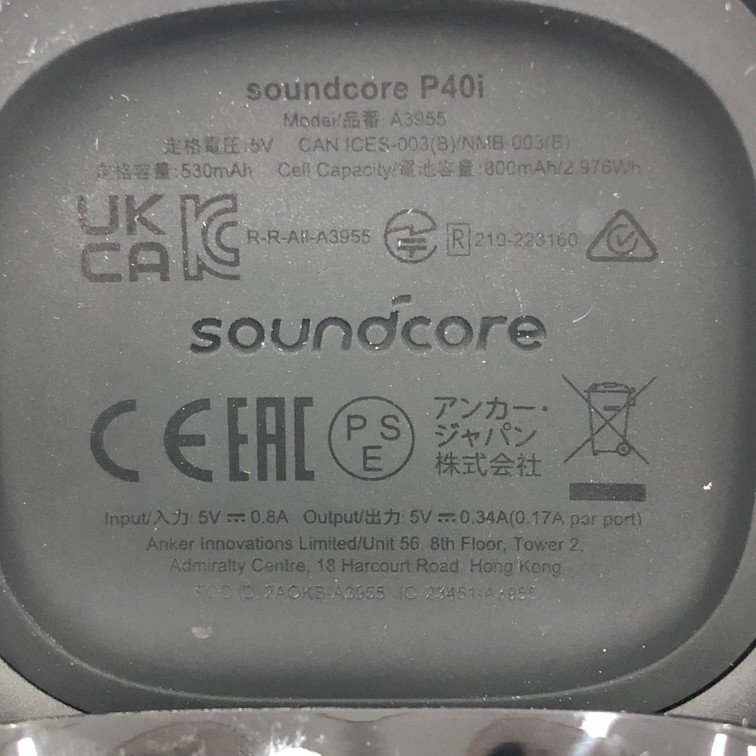 soundcore P40i
Model/品番 A3955
定格電圧:5V CAN ICES-003(B)/NMB-003(B)
定格容量:530mAh Cell Capacity/電池容量:800mAh/2.976Wh
UK
CA
R-R-All-A3955 R 210-223160
soundcore
CE EAC PSE アンカー・
ジャパン
株式会社
Input/入力: 5V ⎓ 0.8A Output/出力: 5V ⎓ 0.34A(0.17A par port)
Anker Innovations Limited/Unit 56, 8th Floor, Tower 2,
Admiralty Centre, 18 Harcourt Road, Hong Kong
FCC ID: 2AOKB-A3955 IC: 23451-A3955